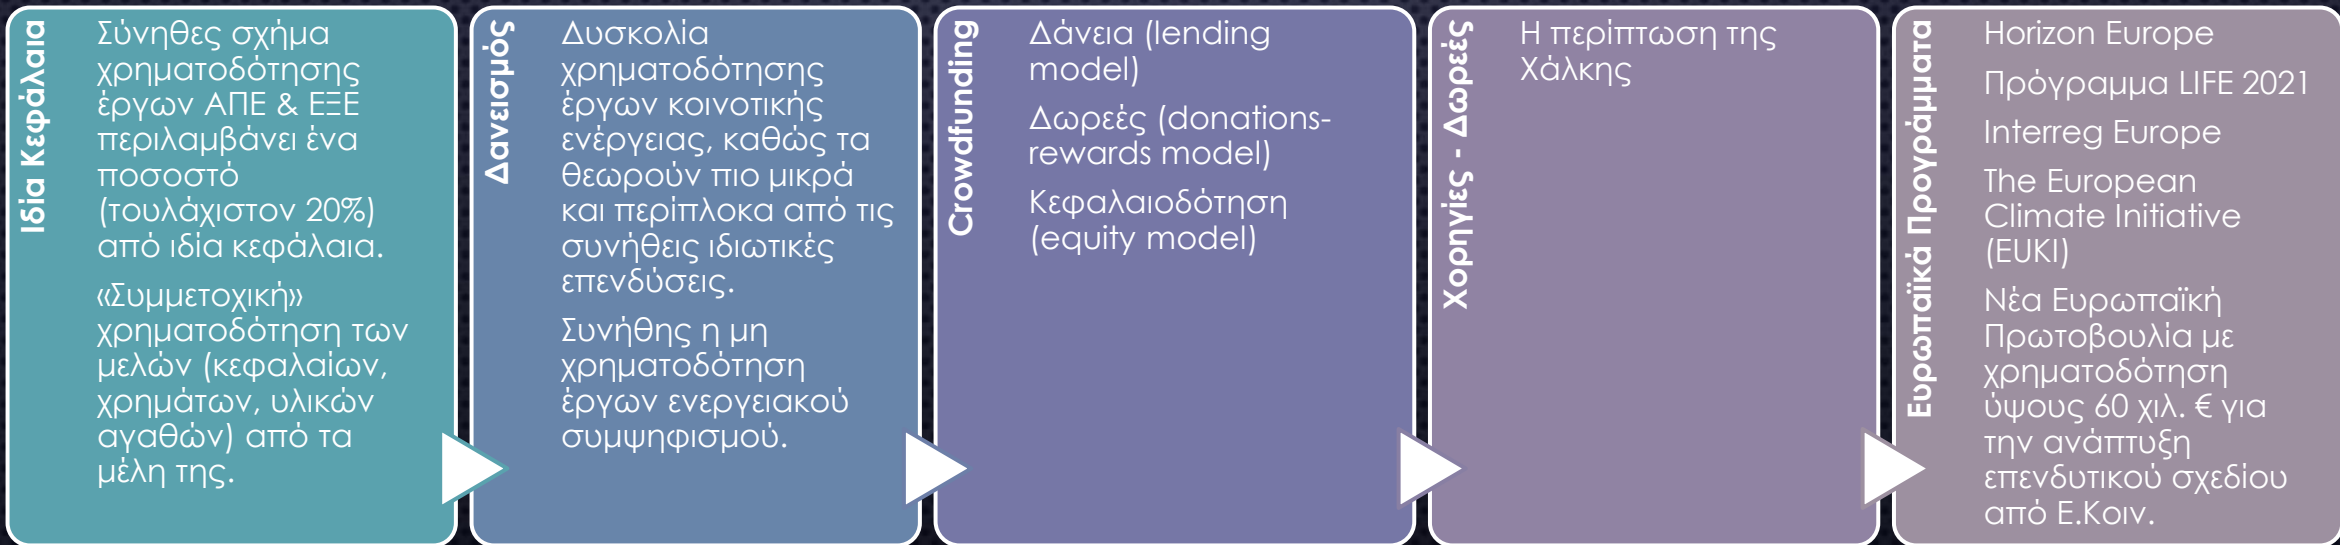 Ιδία Κεφάλαια
Σύνηθες σχήμα
χρηματοδότησης
έργων ΑΠΕ & ΕΞΕ
περιλαμβάνει ένα
ποσοστό
(τουλάχιστον 20%)
από ιδία κεφάλαια.
«Συμμετοχική»
χρηματοδότηση των
μελών (κεφαλαίων,
χρημάτων, υλικών
αγαθών) από τα
μέλη της.
Δανεισμός
Δυσκολία
χρηματοδότησης
έργων κοινοτικής
ενέργειας, καθώς τα
θεωρούν πιο μικρά
και περίπλοκα από τις
συνήθεις ιδιωτικές
επενδύσεις.
Συνήθης η μη
χρηματοδότηση
έργων ενεργειακού
συμψηφισμού.
Crowdfunding
Δάνεια (lending
model)
Δωρεές (donations-
rewards model)
Κεφαλαιοδότηση
(equity model)
Χορηγίες - Δωρεές
Η περίπτωση της
Χάλκης
Ευρωπαϊκά Προγράμματα
Horizon Europe
Πρόγραμμα LIFE 2021
Interreg Europe
The European
Climate Initiative
(EUKI)
Νέα Ευρωπαϊκή
Πρωτοβουλία με
χρηματοδότηση
ύψους 60 χιλ. € για
την ανάπτυξη
επενδυτικού σχεδίου
από Ε.Κοιν.